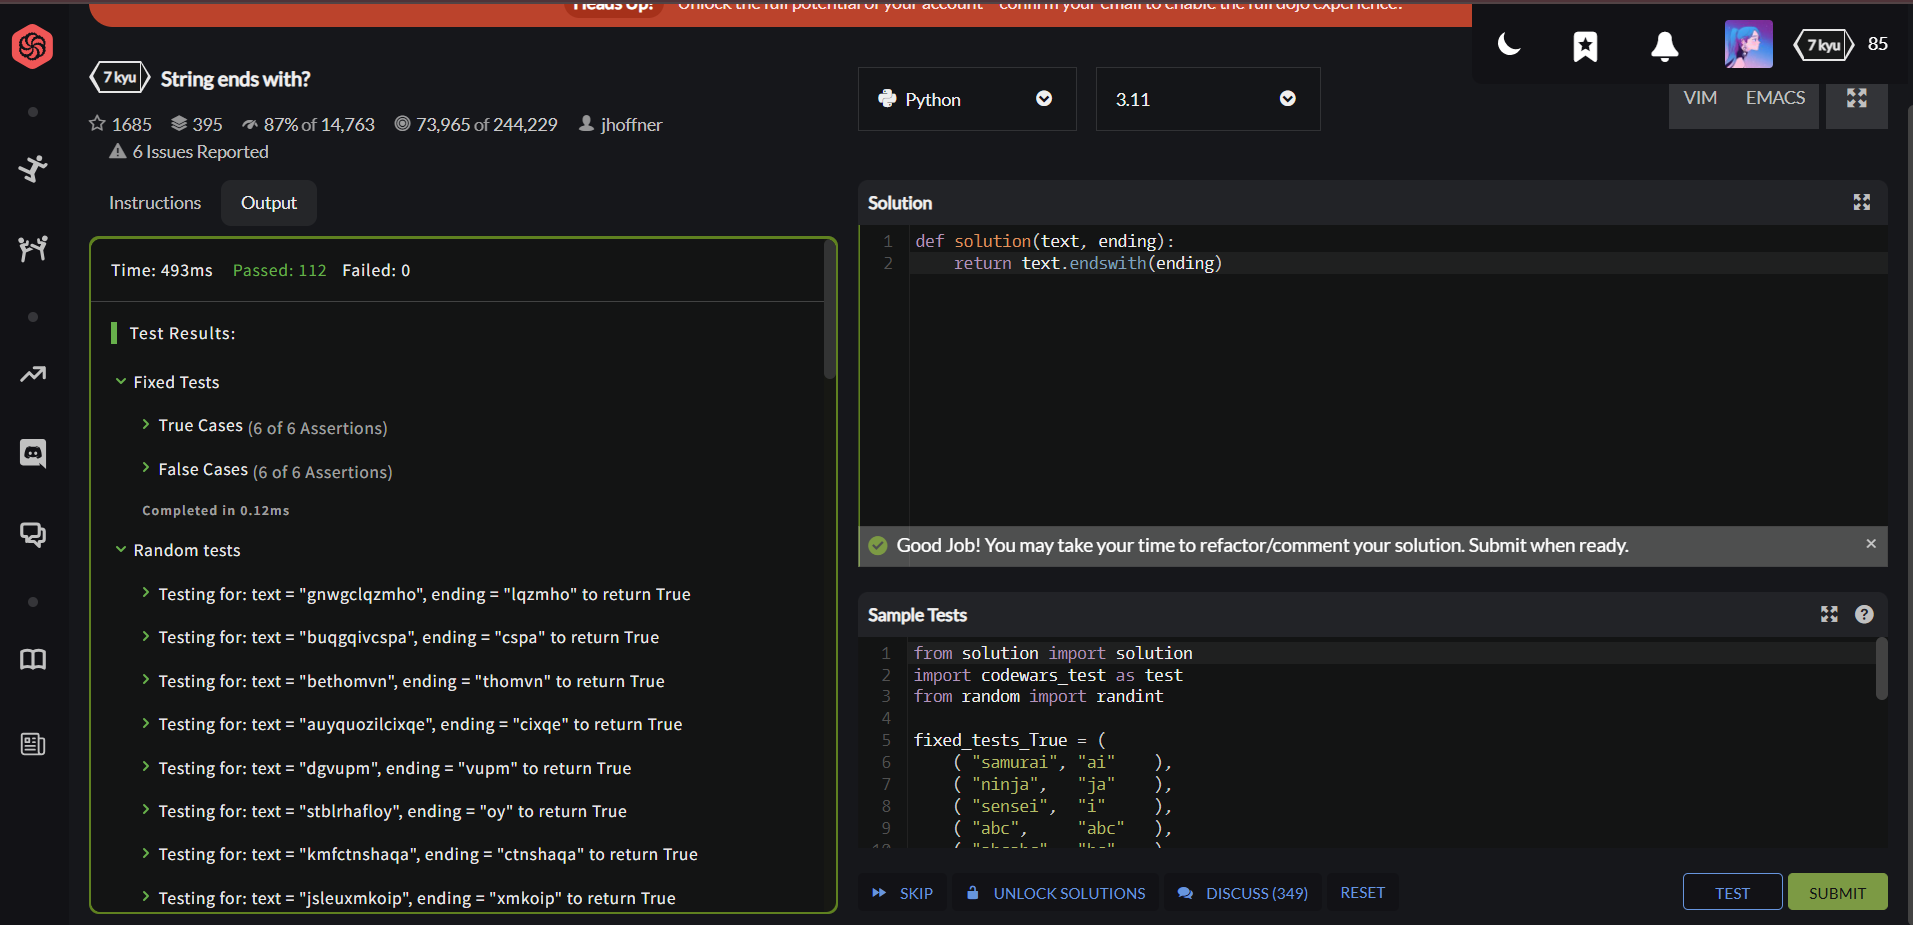 Heads Up! Unlock the full potential of your account - confirm your email to enable the full dojo experience!
7 kyu 85
7 kyu String ends with?
1685 395 87% of 14,763 73,965 of 244,229 jhoffner
6 Issues Reported
Python 3.11 VIM EMACS
Instructions Output
Time: 493ms Passed: 112 Failed: 0
Test Results:
Fixed Tests
True Cases (6 of 6 Assertions)
False Cases (6 of 6 Assertions)
Completed in 0.12ms
Random tests
Testing for: text = "gnwgclqzmho", ending = "lqzmho" to return True
Testing for: text = "buqgqivcspa", ending = "cspa" to return True
Testing for: text = "bethomvn", ending = "thomvn" to return True
Testing for: text = "auyquozilcixqe", ending = "cixqe" to return True
Testing for: text = "dgvupm", ending = "vupm" to return True
Testing for: text = "stblrhafloy", ending = "oy" to return True
Testing for: text = "kmfctnshaqa", ending = "ctnshaqa" to return True
Testing for: text = "jsleuxmkoip", ending = "xmkoip" to return True
Solution
1 def solution(text, ending):
2 return text.endswith(ending)
Good Job! You may take your time to refactor/comment your solution. Submit when ready. ×
Sample Tests ?
1 from solution import solution
2 import codewars_test as test
3 from random import randint
4
5 fixed_tests_True = (
6 ( "samurai", "ai" ),
7 ( "ninja", "ja" ),
8 ( "sensei", "i" ),
9 ( "abc", "abc" ),
SKIP UNLOCK SOLUTIONS DISCUSS (349) RESET TEST SUBMIT